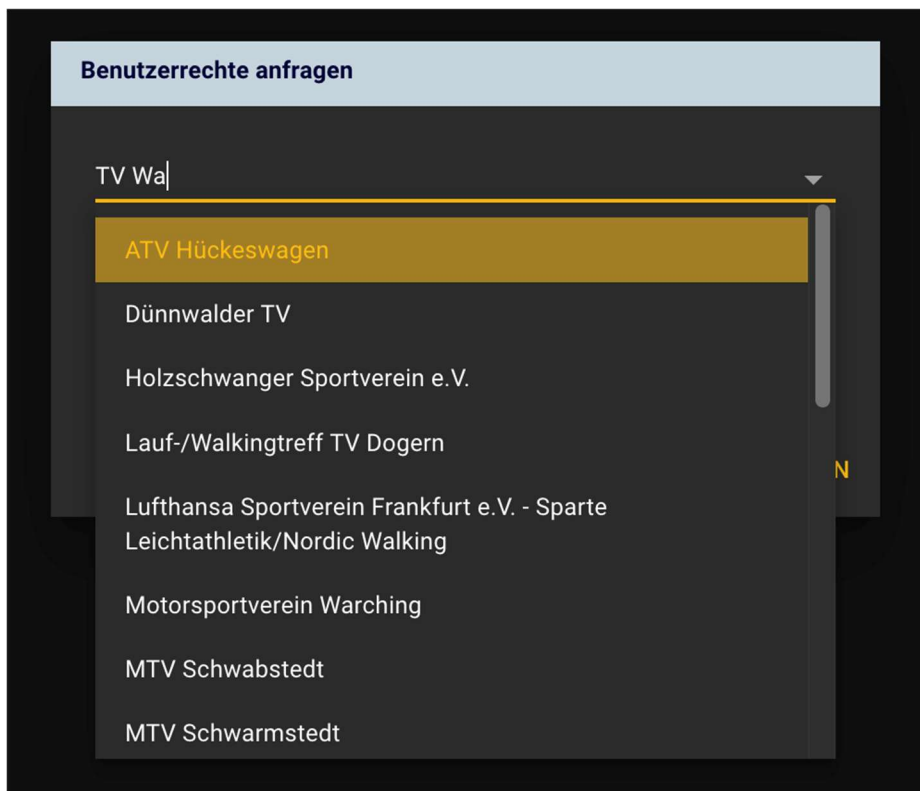 Benutzerrechte anfragen
TV Wa
ATV Hückeswagen
Dünnwalder TV
Holzschwanger Sportverein e.V.
Lauf-/Walkingtreff TV Dogern
N
Lufthansa Sportverein Frankfurt e.V. - Sparte
Leichtathletik/Nordic Walking
Motorsportverein Warching
MTV Schwabstedt
MTV Schwarmstedt